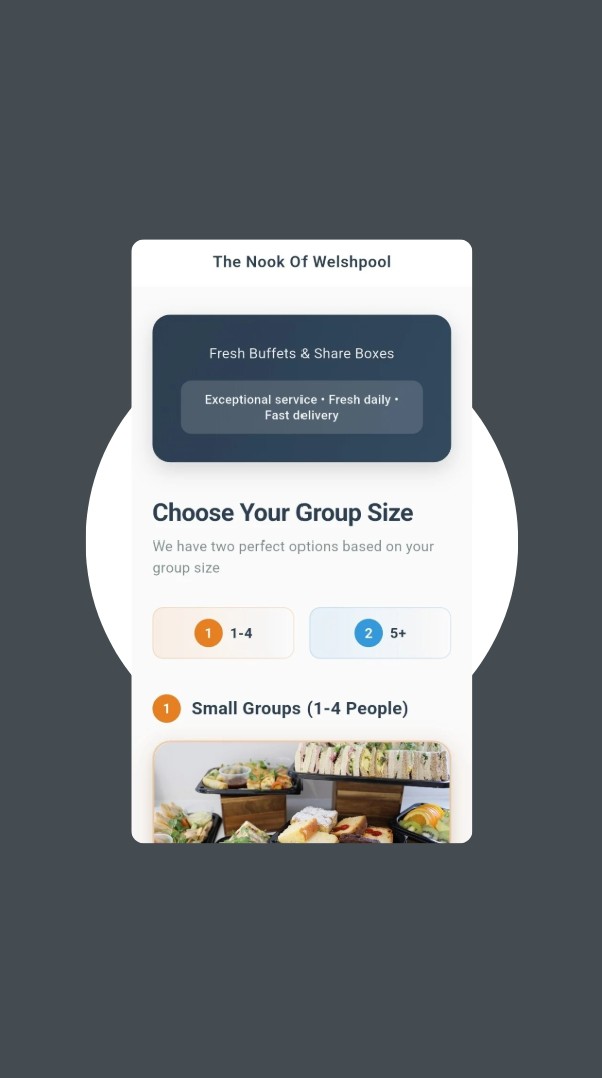 The Nook Of Welshpool
Fresh Buffets & Share Boxes
Exceptional service • Fresh daily •
Fast delivery
Choose Your Group Size
We have two perfect options based on your
group size
1 1-4
2 5+
1 Small Groups (1-4 People)